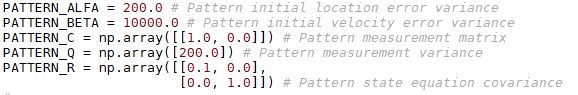 PATTERN_ALFA = 200.0 # Pattern initial location error variance
PATTERN_BETA = 10000.0 # Pattern initial velocity error variance
PATTERN_C = np.array([[1.0, 0.0]]) # Pattern measurement matrix
PATTERN_Q = np.array([200.0]) # Pattern measurement variance
PATTERN_R = np.array([[0.1, 0.0],
[0.0, 1.0]]) # Pattern state equation covariance